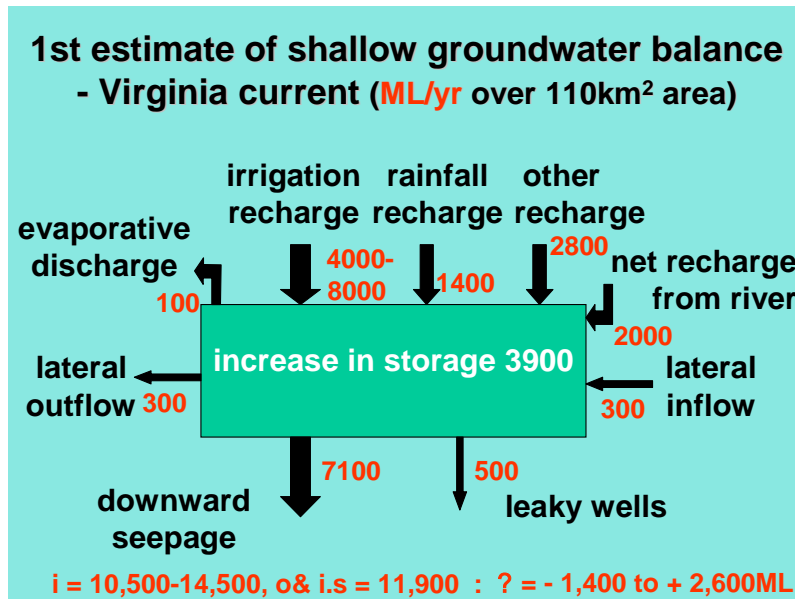 1st estimate of shallow groundwater balance
- Virginia current (ML/yr over 110km² area)
irrigation
recharge
rainfall
recharge
other
recharge
evaporative
discharge
4000-
8000
1400
2800
net recharge
from river
100
2000
increase in storage 3900
lateral
outflow
300
lateral
inflow
300
7100
500
downward
seepage
leaky wells
i = 10,500-14,500, o& i.s = 11,900 : ? = - 1,400 to + 2,600ML